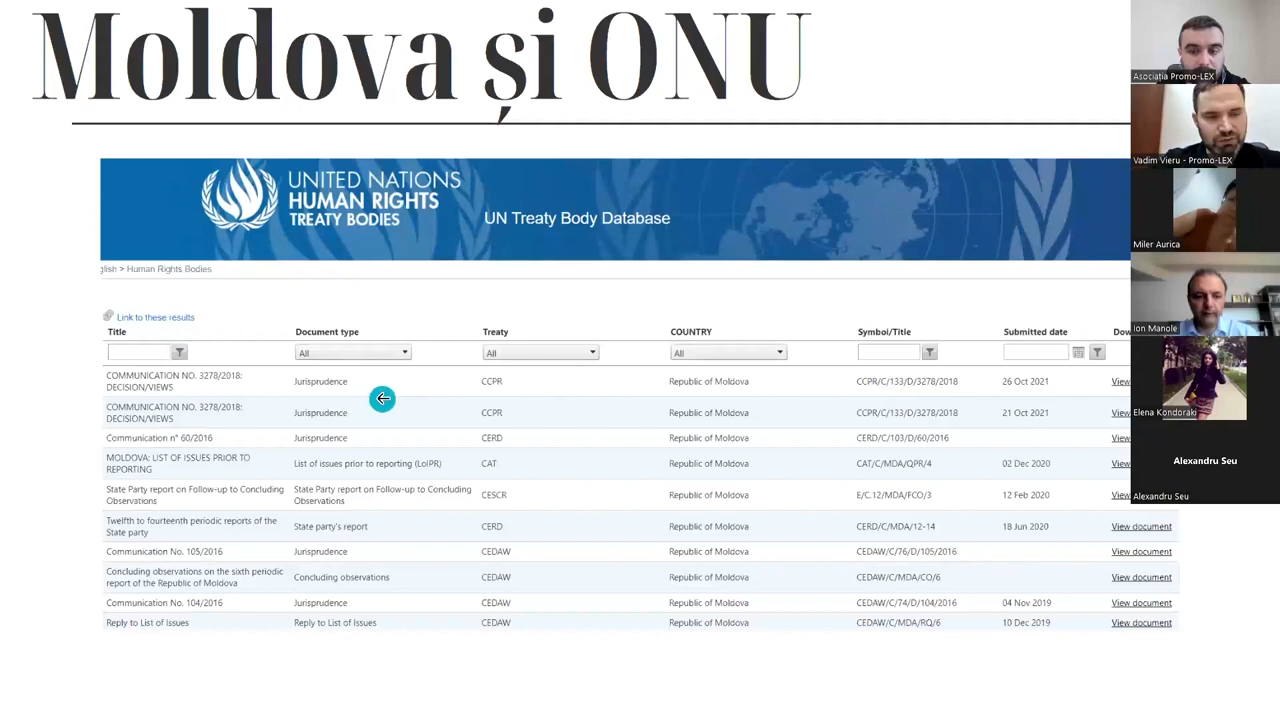 Moldova și ONU
UNITED NATIONS
HUMAN RIGHTS
TREATY BODIES
UN Treaty Body Database
glish > Human Rights Bodies
Link to these results
Title Document type Treaty COUNTRY Symbol/Title Submitted date Dow
All All All
COMMUNICATION NO. 3278/2018:
DECISION/VIEWS Jurisprudence CCPR Republic of Moldova CCPR/C/133/D/3278/2018 26 Oct 2021 View
COMMUNICATION NO. 3278/2018:
DECISION/VIEWS Jurisprudence CCPR Republic of Moldova CCPR/C/133/D/3278/2018 21 Oct 2021 View
Communication n° 60/2016 Jurisprudence CERD Republic of Moldova CERD/C/103/D/60/2016 View
MOLDOVA: LIST OF ISSUES PRIOR TO
REPORTING List of issues prior to reporting (LoIPR) CAT Republic of Moldova CAT/C/MDA/QPR/4 02 Dec 2020 View
State Party report on Follow-up to Concluding
Observations State Party report on Follow-up to Concluding
Observations CESCR Republic of Moldova E/C.12/MDA/FCO/3 12 Feb 2020 View
Twelfth to fourteenth periodic reports of the
State party State party's report CERD Republic of Moldova CERD/C/MDA/12-14 18 Jun 2020 View document
Communication No. 105/2016 Jurisprudence CEDAW Republic of Moldova CEDAW/C/76/D/105/2016 View document
Concluding observations on the sixth periodic
report of the Republic of Moldova Concluding observations CEDAW Republic of Moldova CEDAW/C/MDA/CO/6 View document
Communication No. 104/2016 Jurisprudence CEDAW Republic of Moldova CEDAW/C/74/D/104/2016 04 Nov 2019 View document
Reply to List of Issues Reply to List of Issues CEDAW Republic of Moldova CEDAW/C/MDA/RQ/6 10 Dec 2019 View document
Asociația Promo-LEX
Vadim Vieru - Promo-LEX
Miler Aurica
Ion Manole
Elena Kondoraki
Alexandru Seu
Alexandru Seu